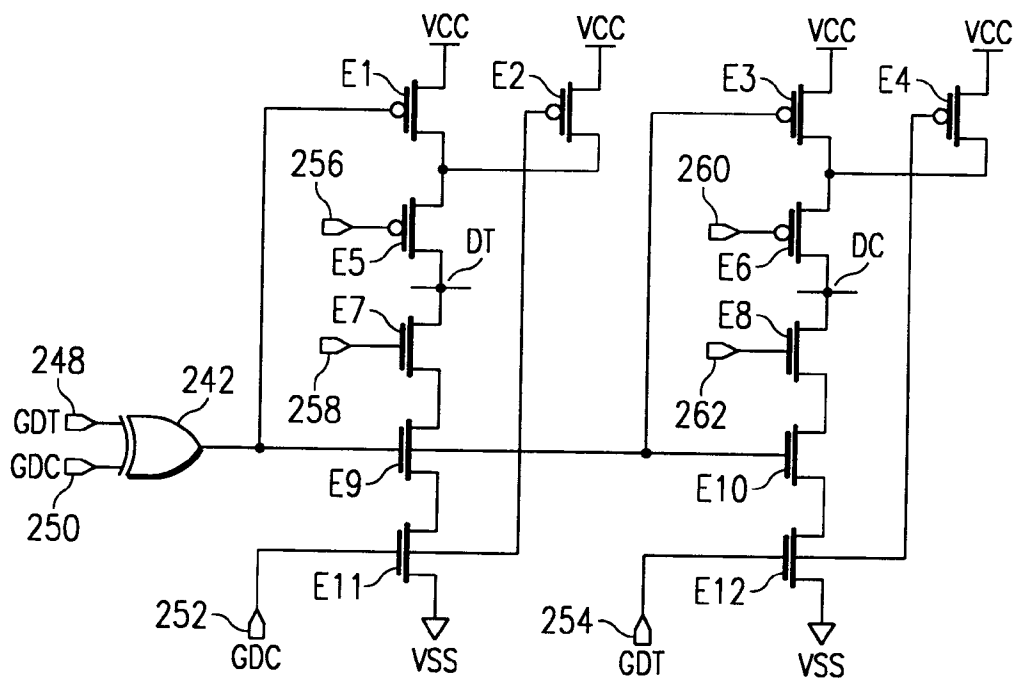 VCC
VCC
VCC
VCC
E1
E2
E3
E4
256
260
E5
DT
E6
DC
E7
E8
258
262
248
242
GDT
GDC
250
E9
E10
E11
E12
252
GDC
VSS
254
GDT
VSS